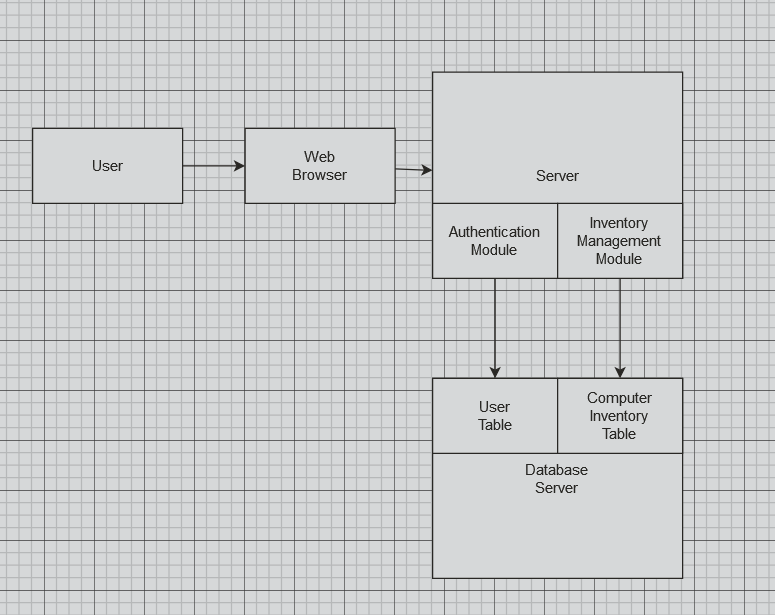 User
Web
Browser
Server
Authentication
Module
Inventory
Management
Module
User
Table
Computer
Inventory
Table
Database
Server